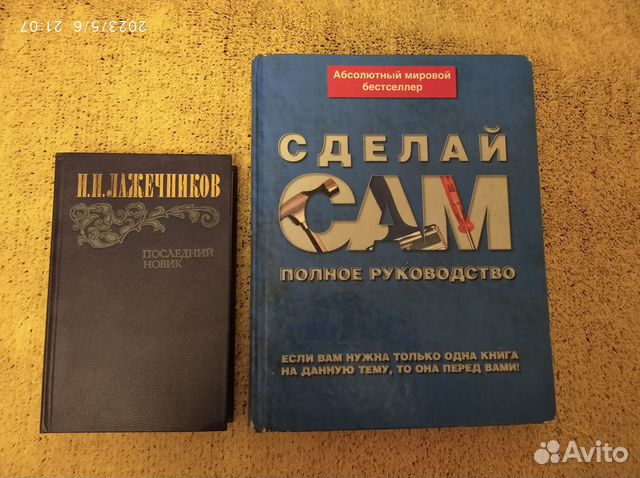 2023/5/6 21:07
И.И.ЛАЖЕЧНИКОВ
ПОСЛЕДНИЙ
НОВИК
Абсолютный мировой
бестселлер
СДЕЛАЙ
САМ
ПОЛНОЕ РУКОВОДСТВО
ЕСЛИ ВАМ НУЖНА ТОЛЬКО ОДНА КНИГА
НА ДАННУЮ ТЕМУ, ТО ОНА ПЕРЕД ВАМИ!
Avito